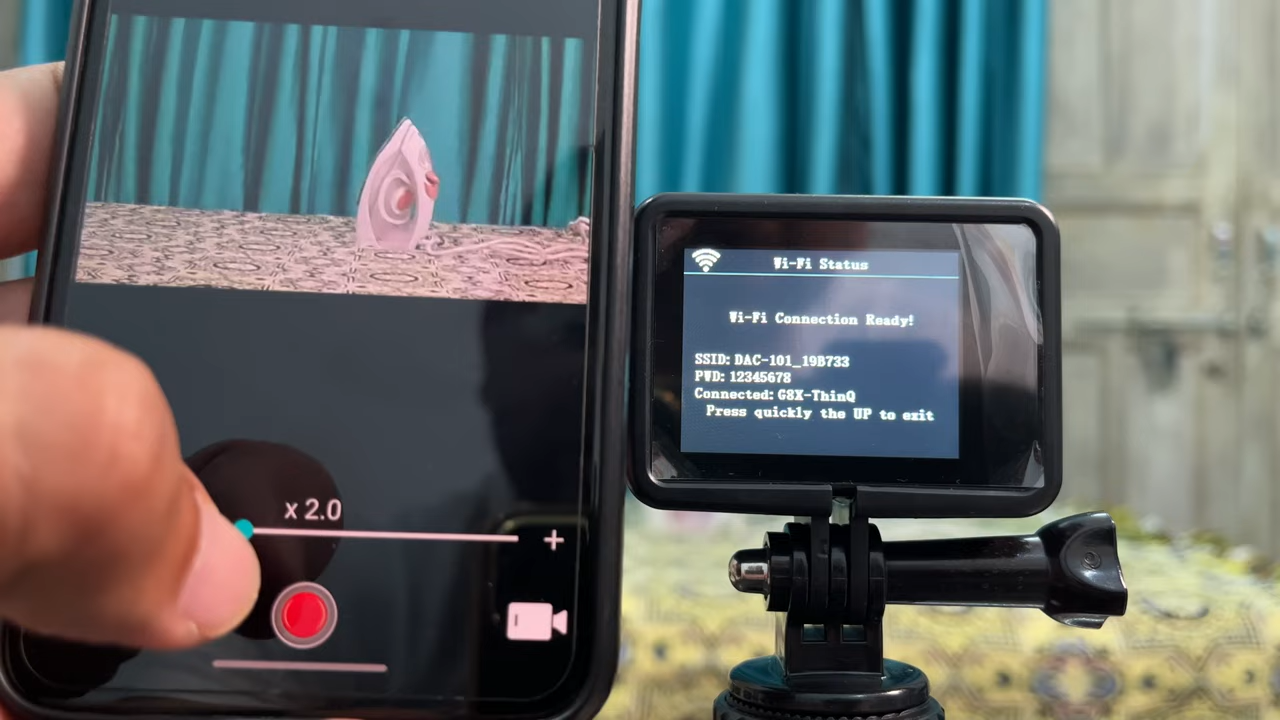 x 2.0
Wi-Fi Status
Wi-Fi Connection Ready!
SSID: DAC-101_19B733
PWD: 12345678
Connected: G8X-ThinQ
Press quickly the UP to exit